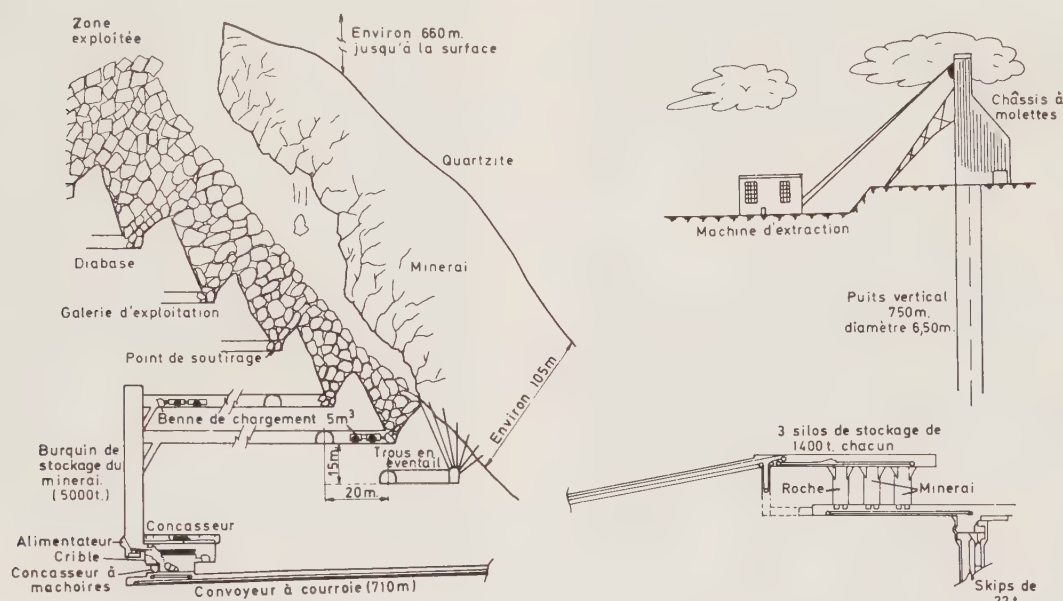 Zone
exploitée
Environ 660m.
jusqu'à la surface
Quartzite
Minerai
Diabase
Galerie d'exploitation
Point de soutirage
Environ 105m
Benne de chargement 5m³
Trous en
éventail
15m
20m.
Burquin de
stockage du
minerai.
(5000t.)
Concasseur
Alimentateur
Crible
Concasseur à
machoires
Convoyeur à courroie (710m)
Châssis à
molettes
Machine d'extraction
Puits vertical
750m.
diamètre 6,50m.
3 silos de stockage de
1400t. chacun
Roche
Minerai
Skips de